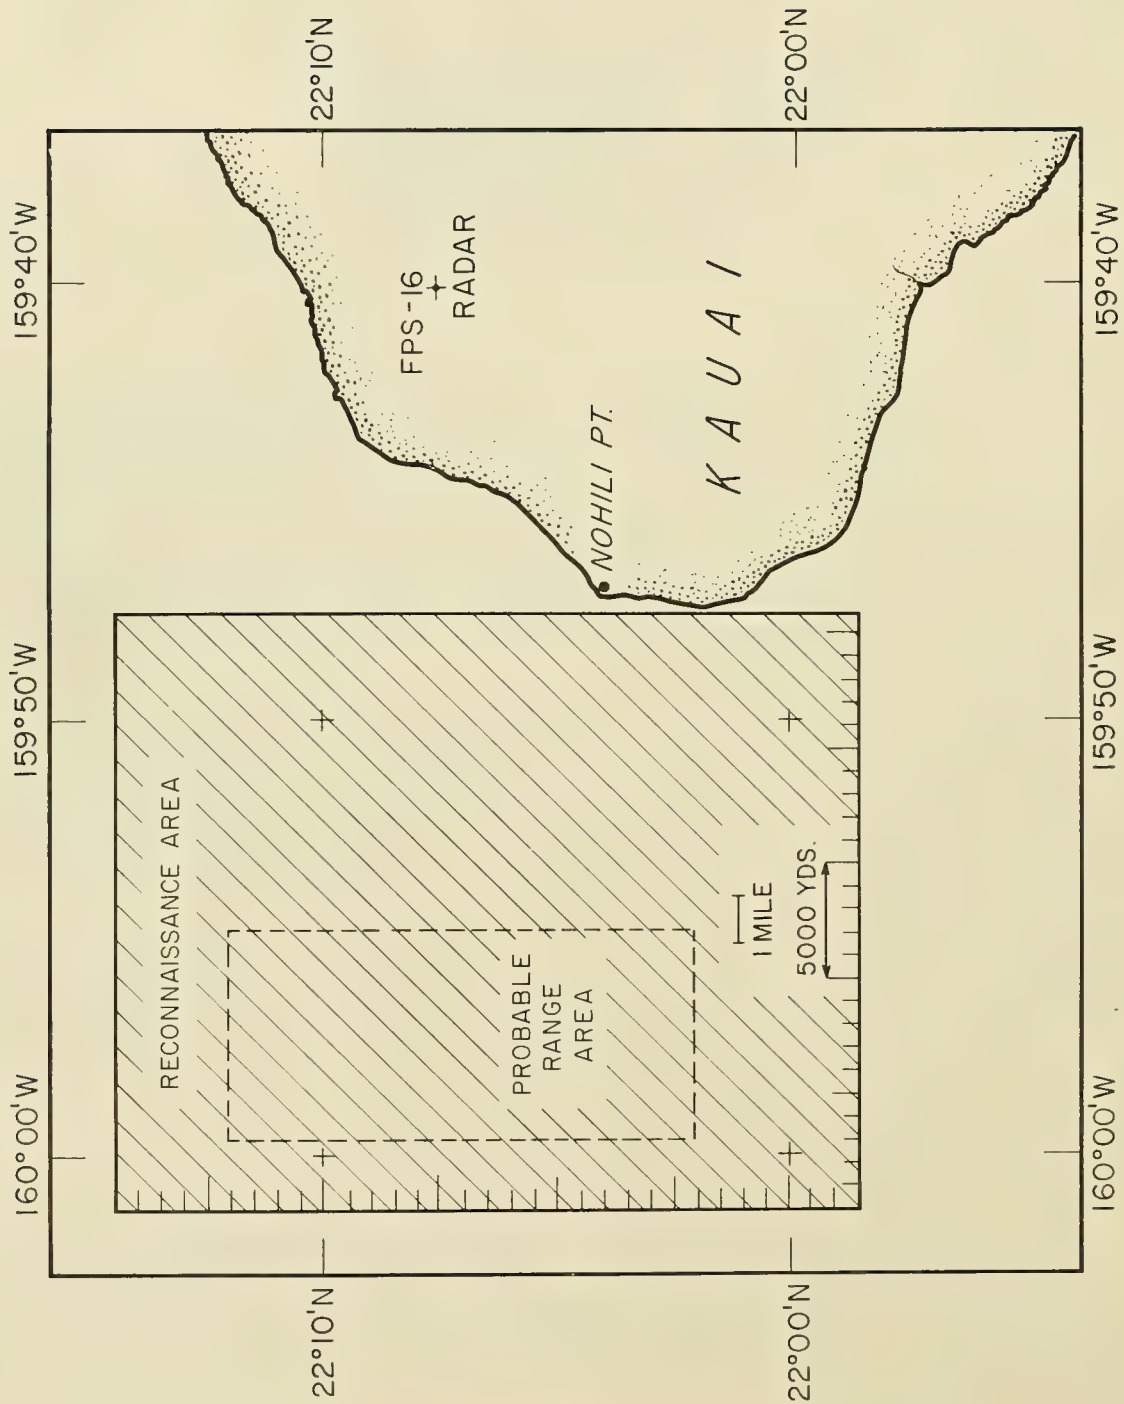 160°00'W
159°50'W
159°40'W
22°10'N
22°10'N
RECONNAISSANCE AREA
FPS-16
RADAR
PROBABLE
RANGE
AREA
NOHILI PT.
KAUAI
1 MILE
5000 YDS.
22°00'N
22°00'N
160°00'W
159°50'W
159°40'W